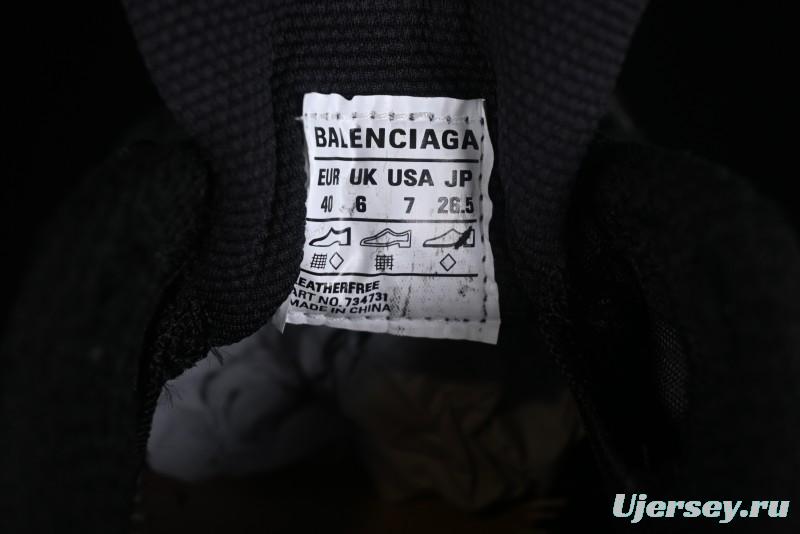 BALENCIAGA
EUR UK USA JP
40 6 7 26.5
LEATHERFREE
ART NO. 734731
MADE IN CHINA
Ujersey.ru